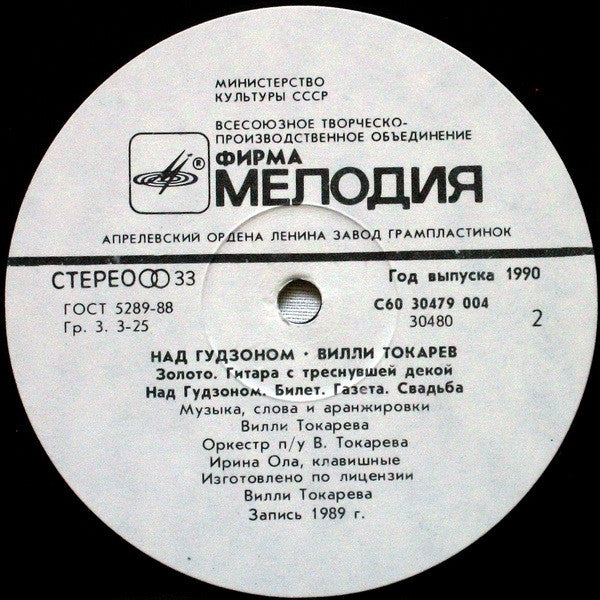 МИНИСТЕРСТВО
КУЛЬТУРЫ СССР
ВСЕСОЮЗНОЕ ТВОРЧЕСКО-
ПРОИЗВОДСТВЕННОЕ ОБЪЕДИНЕНИЕ
ФИРМА
®
МЕЛОДИЯ
АПРЕЛЕВСКИЙ ОРДЕНА ЛЕНИНА ЗАВОД ГРАМПЛАСТИНОК
СТЕРЕО 33
Год выпуска 1990
ГОСТ 5289-88
С60 30479 004
Гр. 3. 3-25
30480
2
НАД ГУДЗОНОМ · ВИЛЛИ ТОКАРЕВ
Золото. Гитара с треснувшей декой
Над Гудзоном. Билет. Газета. Свадьба
Музыка, слова и аранжировки
Вилли Токарева
Оркестр п/у В. Токарева
Ирина Ола, клавишные
Изготовлено по лицензии
Вилли Токарева
Запись 1989 г.